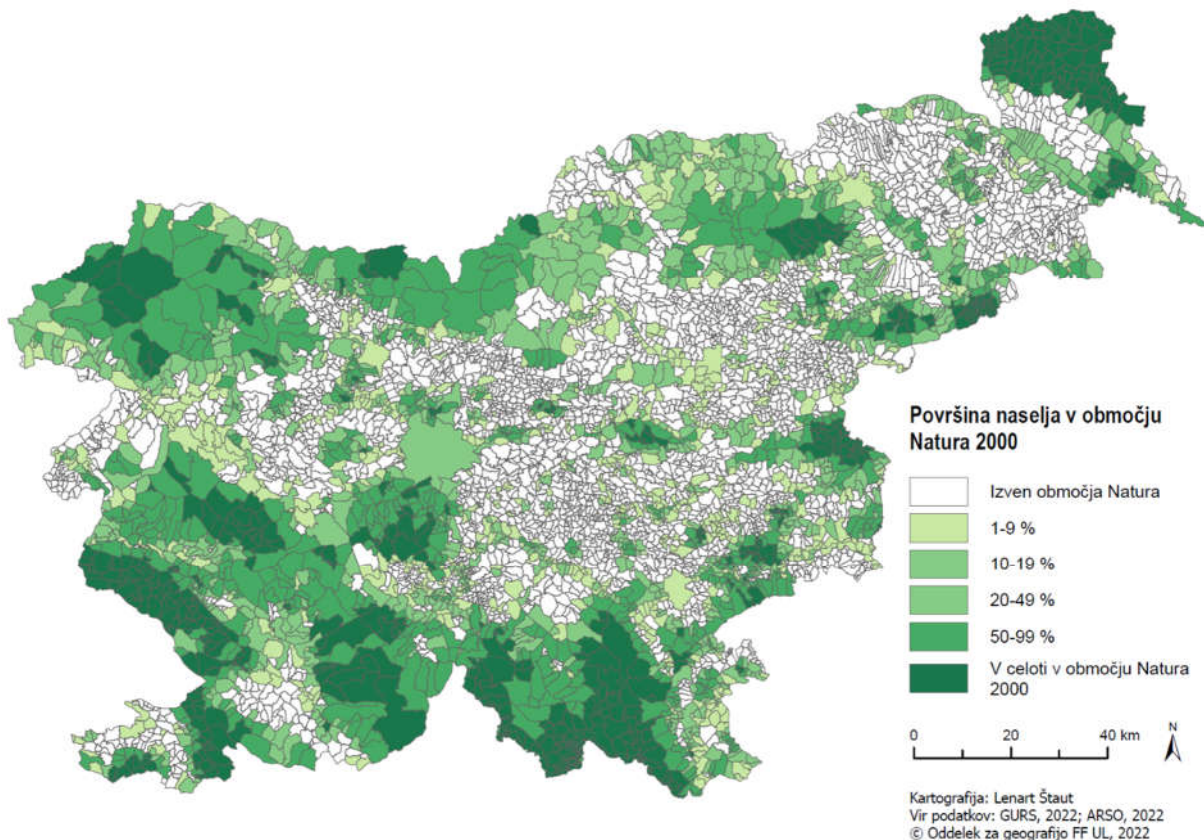 Površina naselja v območju
Natura 2000
Izven območja Natura
1-9 %
10-19 %
20-49 %
50-99 %
V celoti v območju Natura
2000
0 20 40 km
N
Kartografija: Lenart Štaut
Vir podatkov: GURS, 2022; ARSO, 2022
© Oddelek za geografijo FF UL, 2022